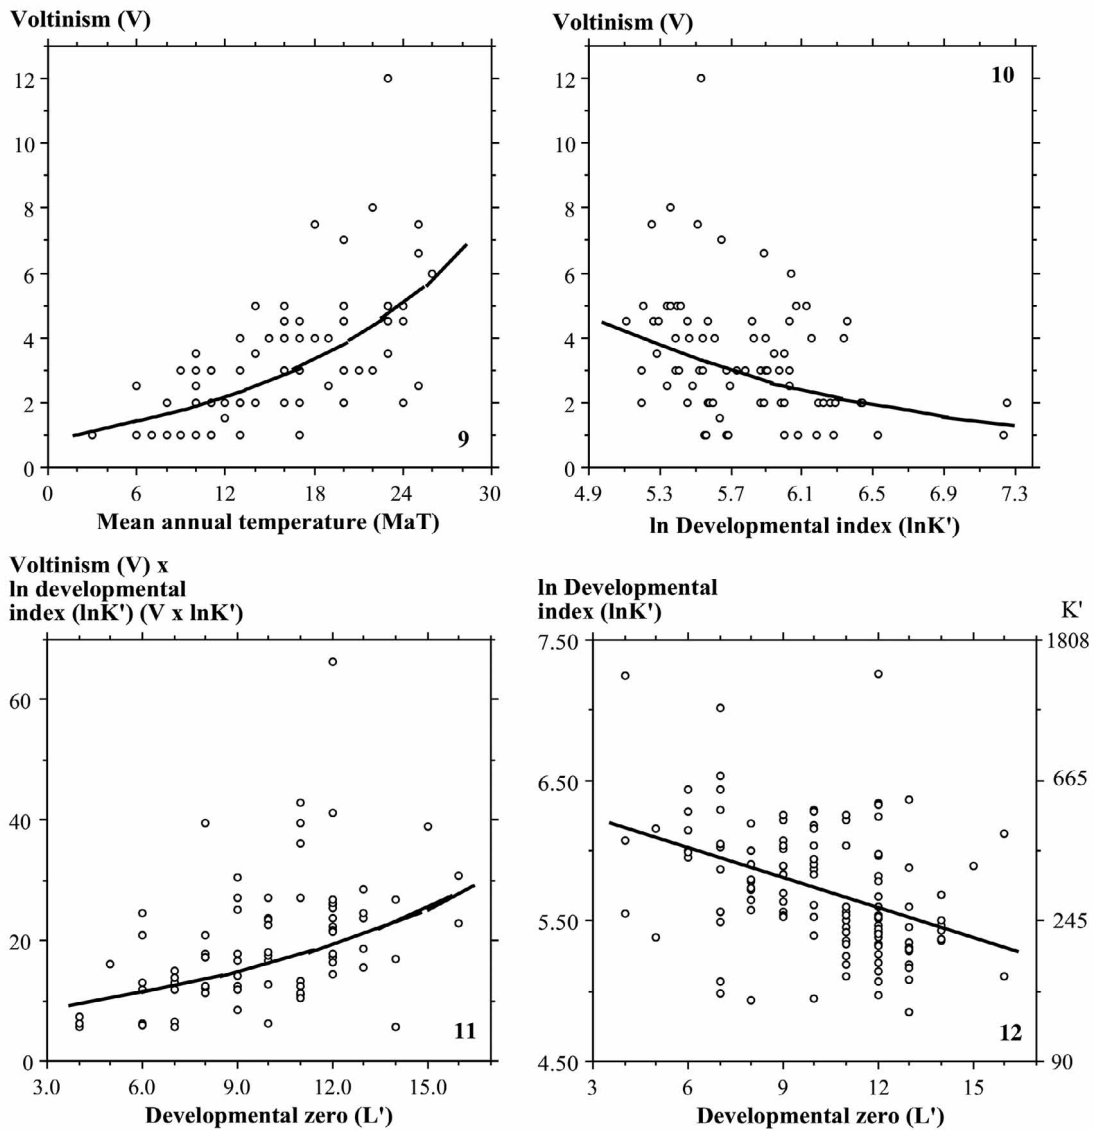 Voltinism (V)
12
10
8
6
4
2
0
0 6 12 18 24 30
9
Mean annual temperature (MaT)
Voltinism (V)
12
10
8
6
4
2
0
4.9 5.3 5.7 6.1 6.5 6.9 7.3
10
ln Developmental index (lnK')
Voltinism (V) x
ln developmental
index (lnK') (V x lnK')
60
40
20
0
3.0 6.0 9.0 12.0 15.0
11
Developmental zero (L')
ln Developmental
index (lnK')
K'
7.50 1808
6.50 665
5.50 245
4.50 90
3 6 9 12 15
12
Developmental zero (L')